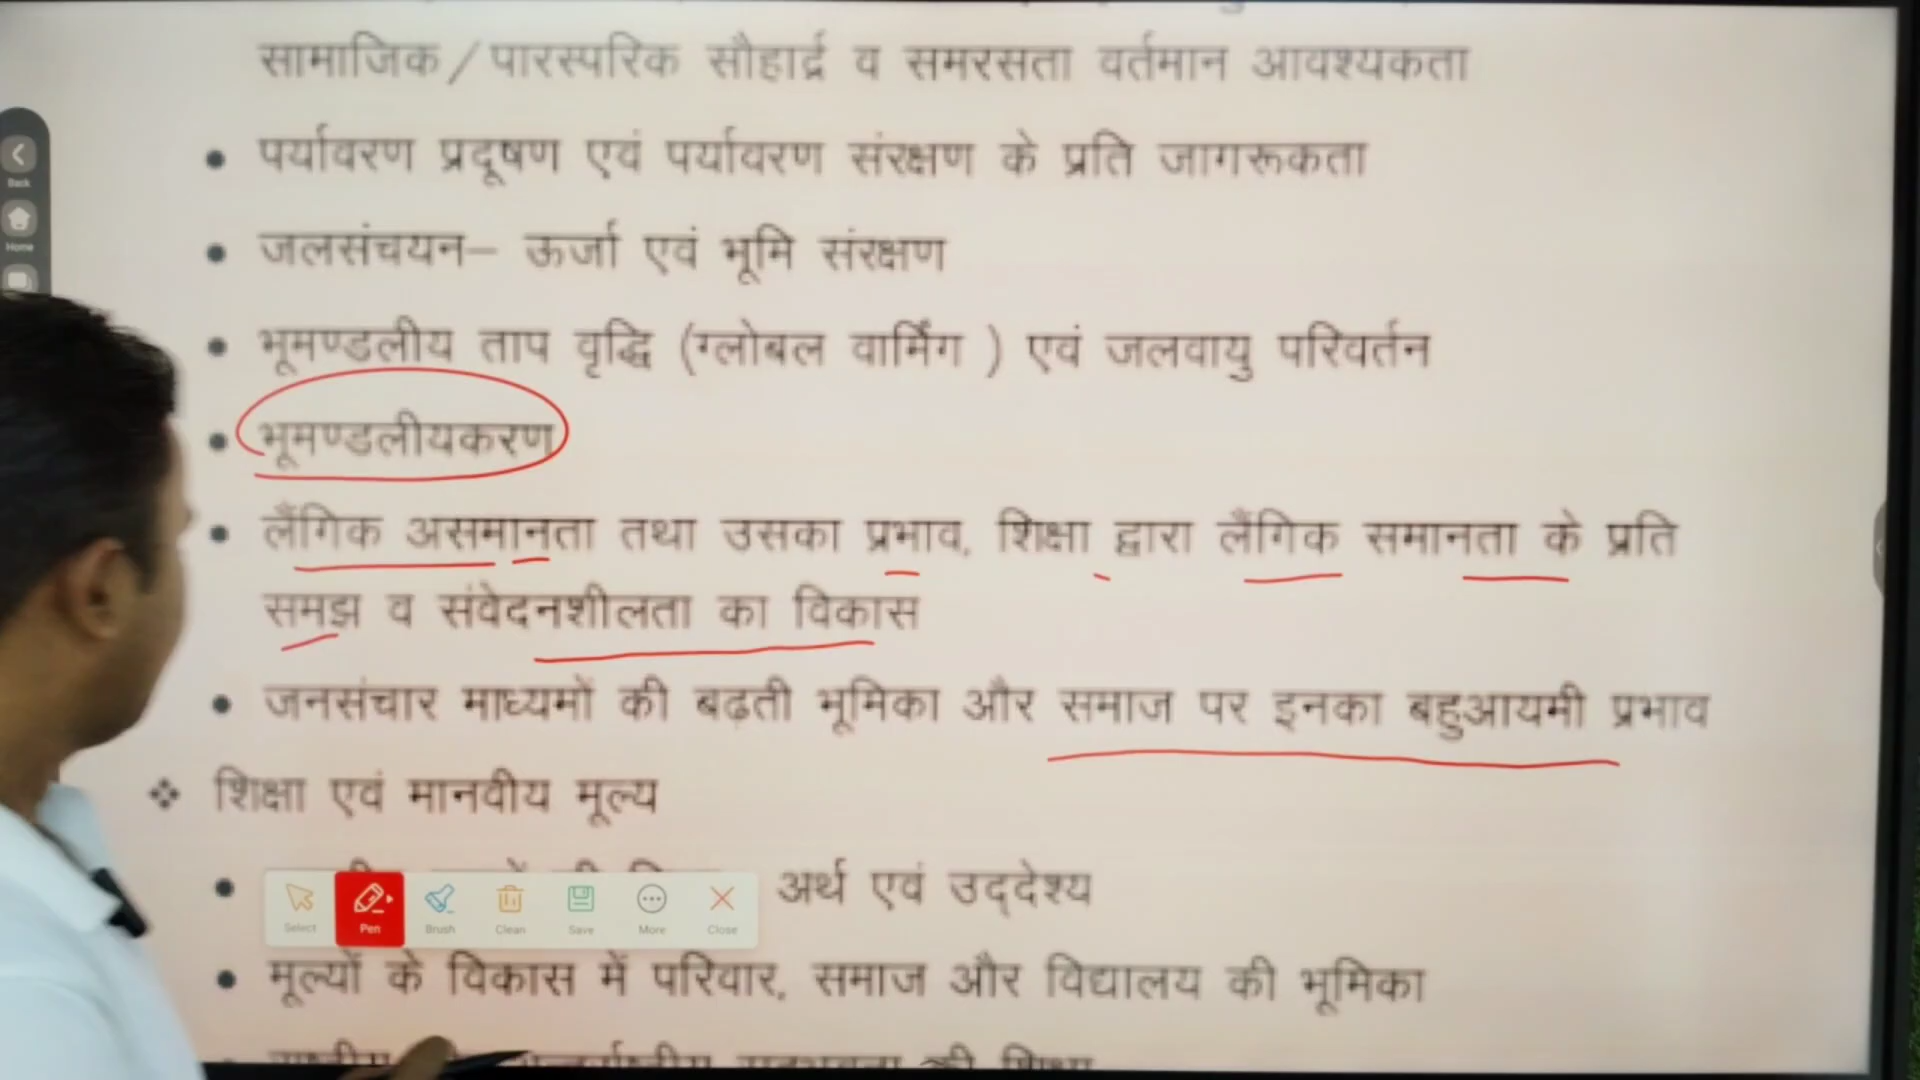 सामाजिक/पारस्परिक सौहार्द्र व समरसता वर्तमान आवश्यकता
• पर्यावरण प्रदूषण एवं पर्यावरण संरक्षण के प्रति जागरूकता
• जलसंचयन– ऊर्जा एवं भूमि संरक्षण
• भूमण्डलीय ताप वृद्धि (ग्लोबल वार्मिंग ) एवं जलवायु परिवर्तन
• भूमण्डलीयकरण
• लैंगिक असमानता तथा उसका प्रभाव, शिक्षा द्वारा लैंगिक समानता के प्रति
समझ व संवेदनशीलता का विकास
• जनसंचार माध्यमों की बढ़ती भूमिका और समाज पर इनका बहुआयमी प्रभाव
❖ शिक्षा एवं मानवीय मूल्य
• अर्थ एवं उद्देश्य
• मूल्यों के विकास में परिवार, समाज और विद्यालय की भूमिका
Back
Home
Select
Pen
Brush
Clean
Save
More
Close